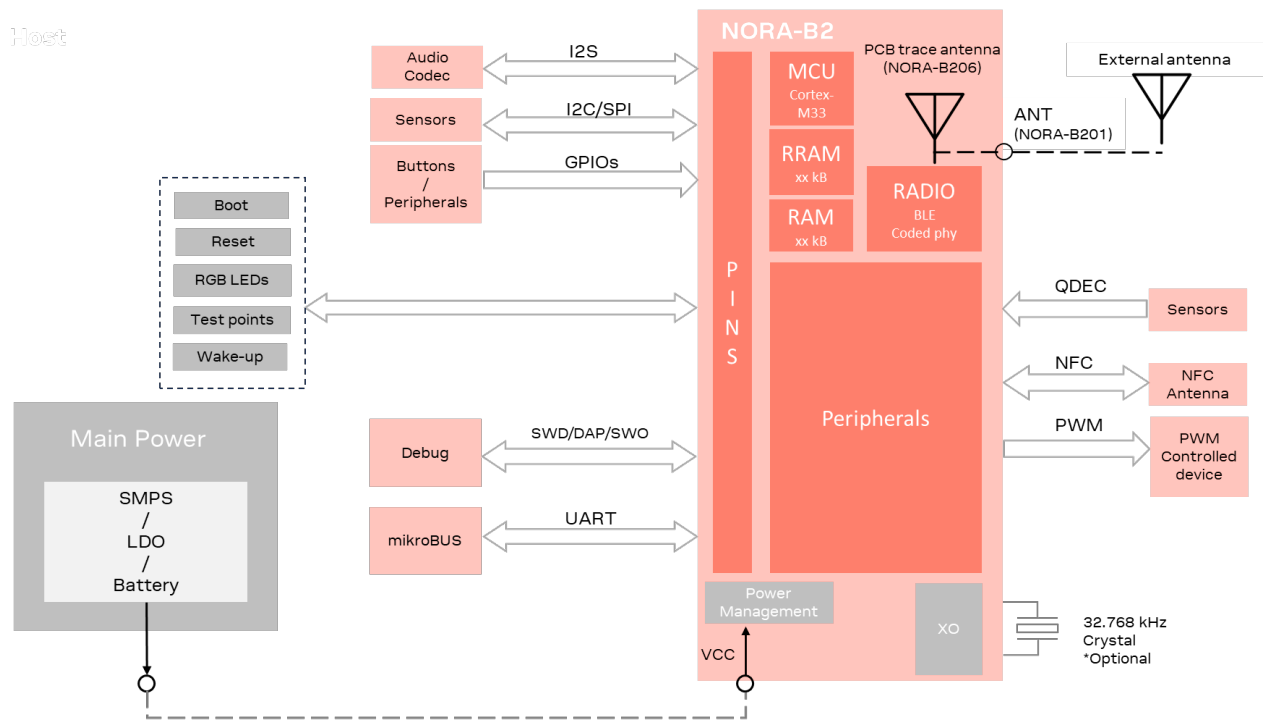 Host
NORA-B2
Audio
Codec
I2S
Sensors
I2C/SPI
Buttons
/
Peripherals
GPIOs
Boot
Reset
RGB LEDs
Test points
Wake-up
Main Power
SMPS
/
LDO
/
Battery
Debug
SWD/DAP/SWO
mikroBUS
UART
P
I
N
S
MCU
Cortex-
M33
RRAM
xx kB
RAM
xx kB
PCB trace antenna
(NORA-B206)
RADIO
BLE
Coded phy
Peripherals
Power
Management
VCC
XO
External antenna
ANT
(NORA-B201)
QDEC
Sensors
NFC
NFC
Antenna
PWM
PWM
Controlled
device
32.768 kHz
Crystal
*Optional